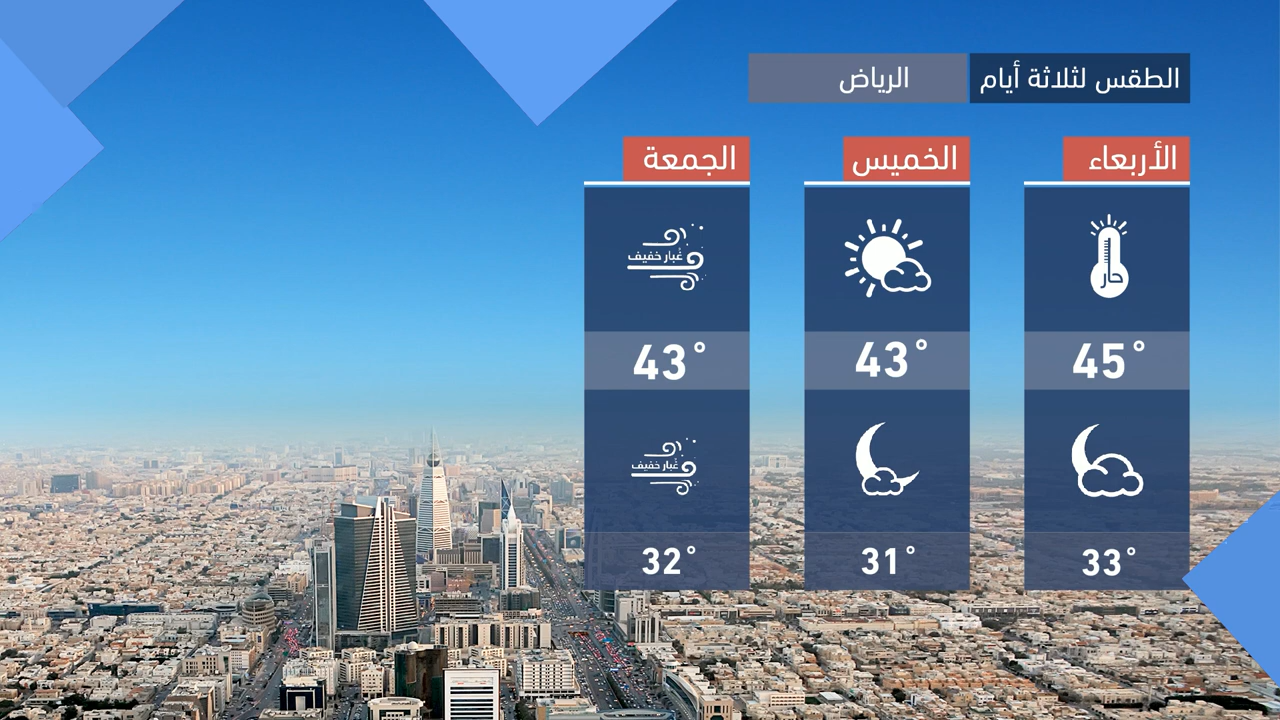 الطقس لثلاثة أيام
الرياض
الأربعاء
حار
45°
33°
الخميس
43°
31°
الجمعة
غبار خفيف
43°
غبار خفيف
32°